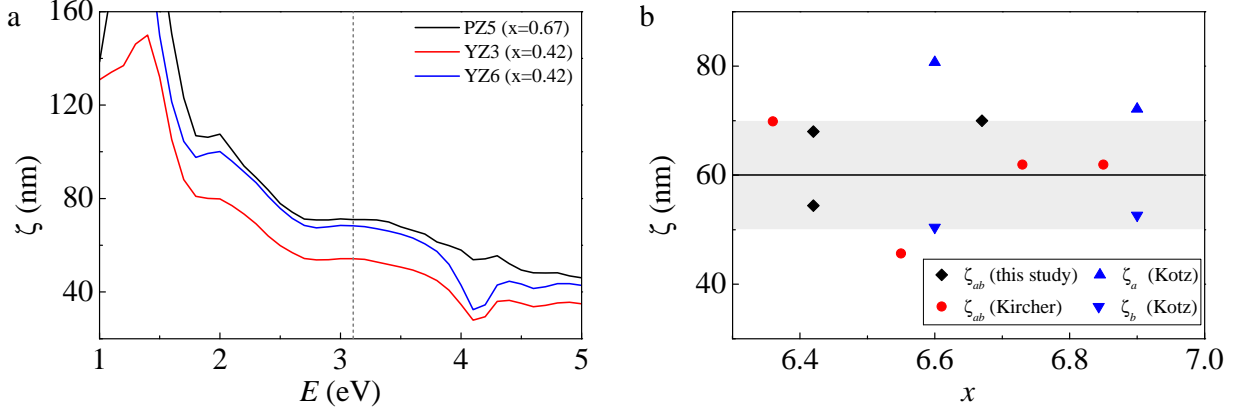 a
160
120
80
40
ζ (nm)
PZ5 (x=0.67)
YZ3 (x=0.42)
YZ6 (x=0.42)
1 2 3 4 5
E (eV)
b
80
60
40
ζ (nm)
ζab (this study)
ζab (Kircher)
ζa (Kotz)
ζb (Kotz)
6.4 6.6 6.8 7.0
x